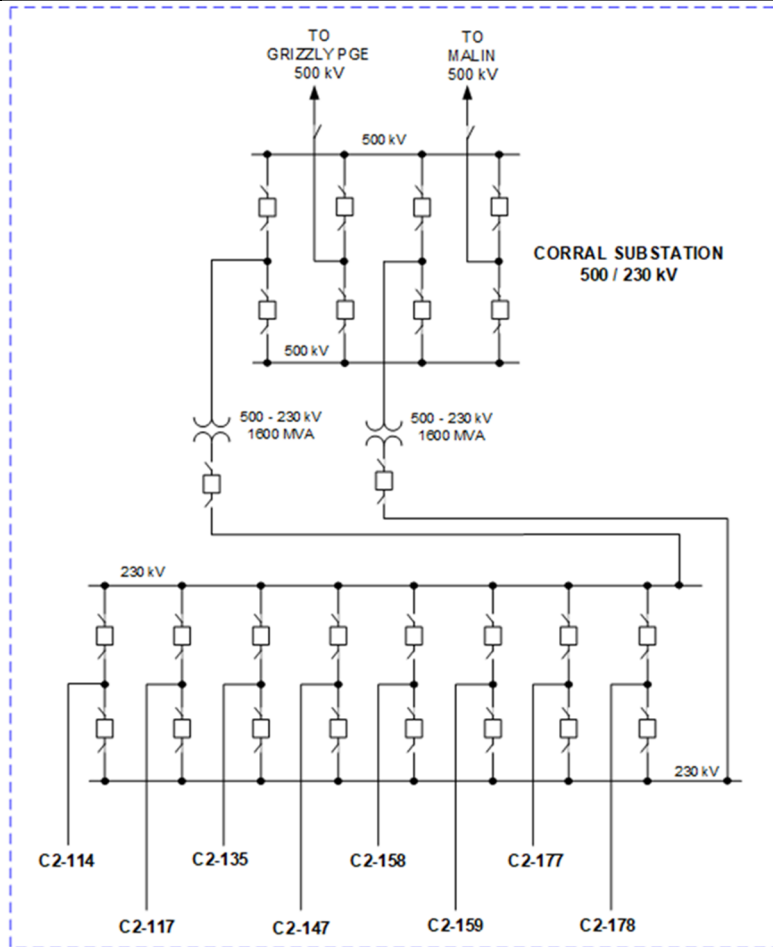 TO
GRIZZLY PGE
500 kV
TO
MALIN
500 kV
500 kV
CORRAL SUBSTATION
500 / 230 kV
500 kV
500 - 230 kV
1600 MVA
500 - 230 kV
1600 MVA
230 kV
230 kV
C2-114
C2-135
C2-158
C2-177
C2-117
C2-147
C2-159
C2-178